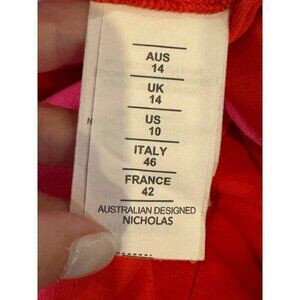 AUS
14
UK
14
US
10
ITALY
46
FRANCE
42
AUSTRALIAN DESIGNED
NICHOLAS